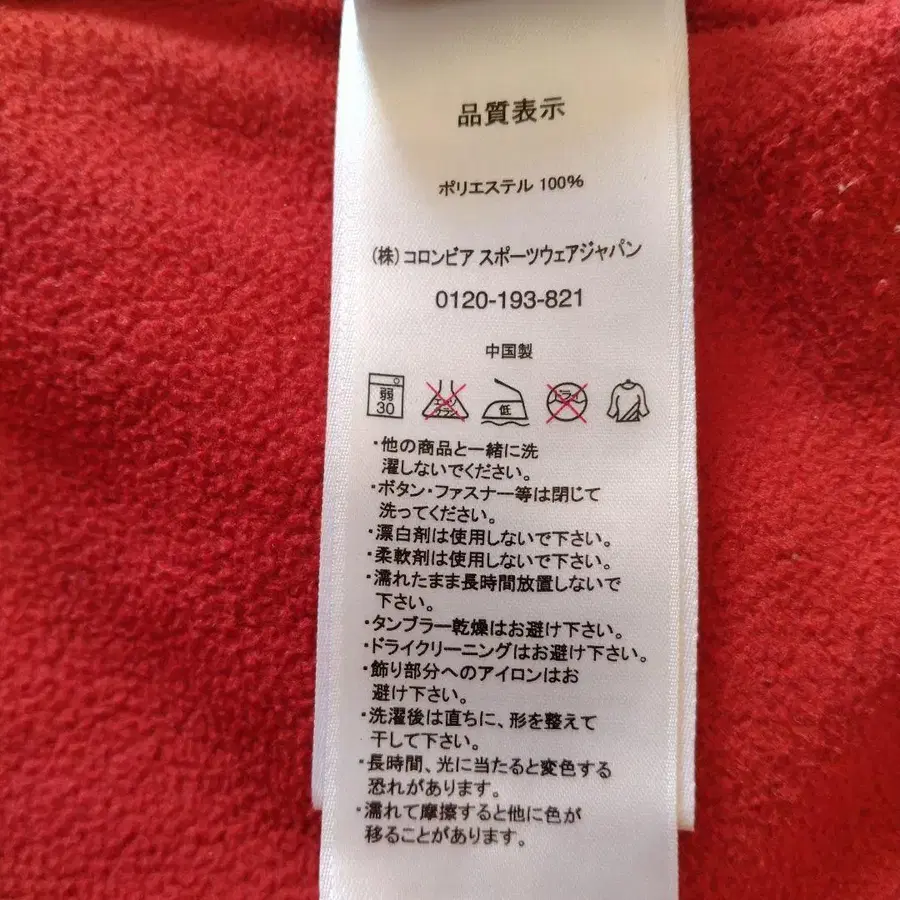 品質表示
ポリエステル 100%
(株)コロンビア スポーツウェアジャパン
0120-193-821
中国製
弱 30 エンソ サラシ 低 ドライ
・他の商品と一緒に洗
濯しないでください。
・ボタン・ファスナー等は閉じて
洗ってください。
・漂白剤は使用しないで下さい。
・柔軟剤は使用しないで下さい。
・濡れたまま長時間放置しないで
下さい。
・タンブラー乾燥はお避け下さい。
・ドライクリーニングはお避け下さい。
・飾り部分へのアイロンはお
避け下さい。
・洗濯後は直ちに、形を整えて
干して下さい。
・長時間、光に当たると変色する
恐れがあります。
・濡れて摩擦すると他に色が
移ることがあります。